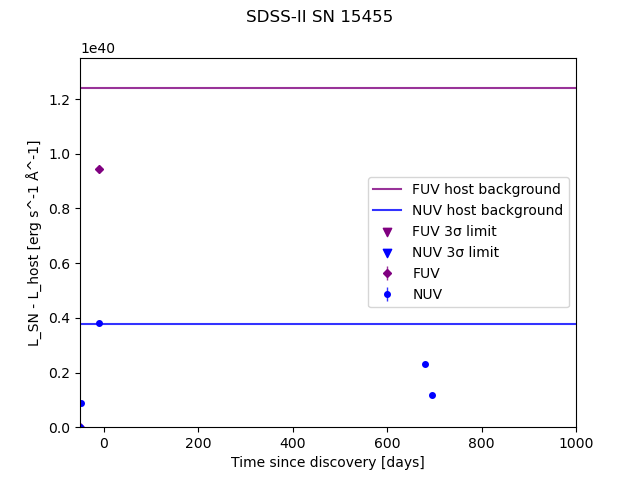 SDSS-II SN 15455
1e40
1.2
1.0
0.8
0.6
0.4
0.2
0.0
L_SN - L_host [erg s^-1 Å^-1]
FUV host background
NUV host background
FUV 3σ limit
NUV 3σ limit
FUV
NUV
0 200 400 600 800 1000
Time since discovery [days]